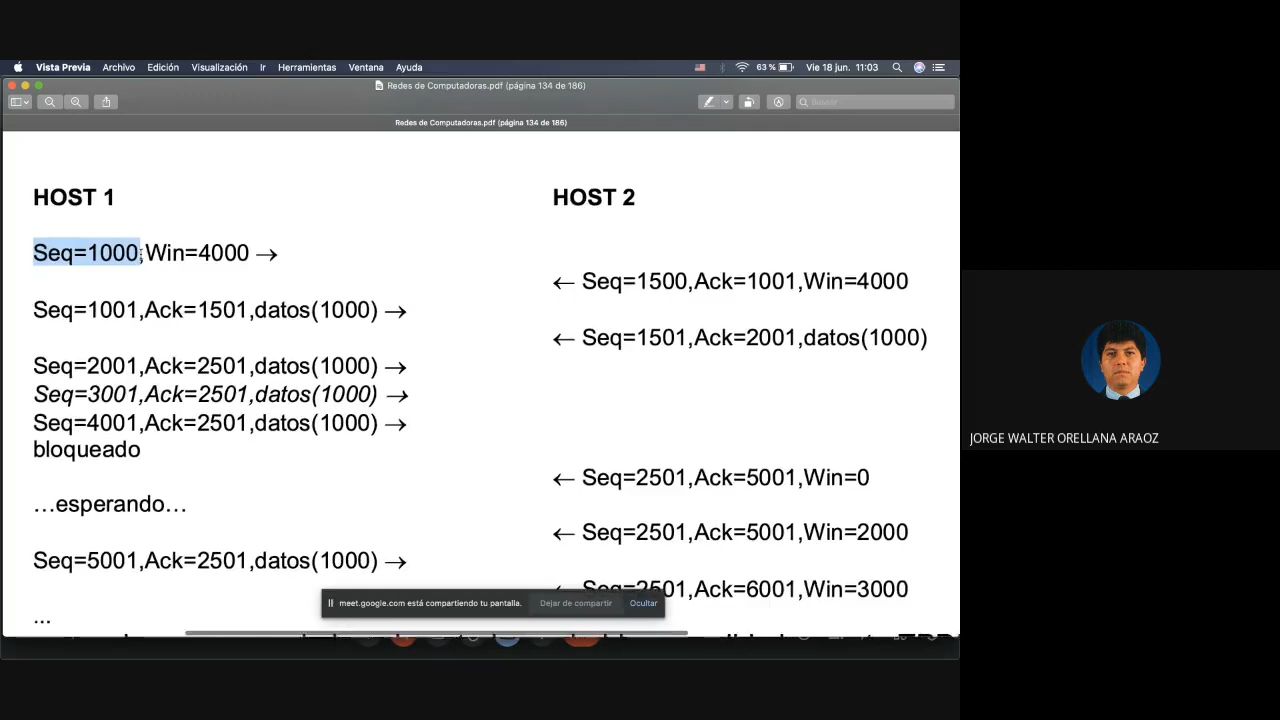 Vista Previa Archivo Edición Visualización Ir Herramientas Ventana Ayuda 63 % Vie 18 jun. 11:03
Redes de Computadoras.pdf (página 134 de 186)
Buscar
Redes de Computadoras.pdf (página 134 de 186)
HOST 1 HOST 2
Seq=1000,Win=4000 →
← Seq=1500,Ack=1001,Win=4000
Seq=1001,Ack=1501,datos(1000) →
← Seq=1501,Ack=2001,datos(1000)
Seq=2001,Ack=2501,datos(1000) →
Seq=3001,Ack=2501,datos(1000) →
Seq=4001,Ack=2501,datos(1000) →
bloqueado
← Seq=2501,Ack=5001,Win=0
…esperando…
← Seq=2501,Ack=5001,Win=2000
Seq=5001,Ack=2501,datos(1000) →
← Seq=2501,Ack=6001,Win=3000
...
meet.google.com está compartiendo tu pantalla. Dejar de compartir Ocultar
JORGE WALTER ORELLANA ARAOZ